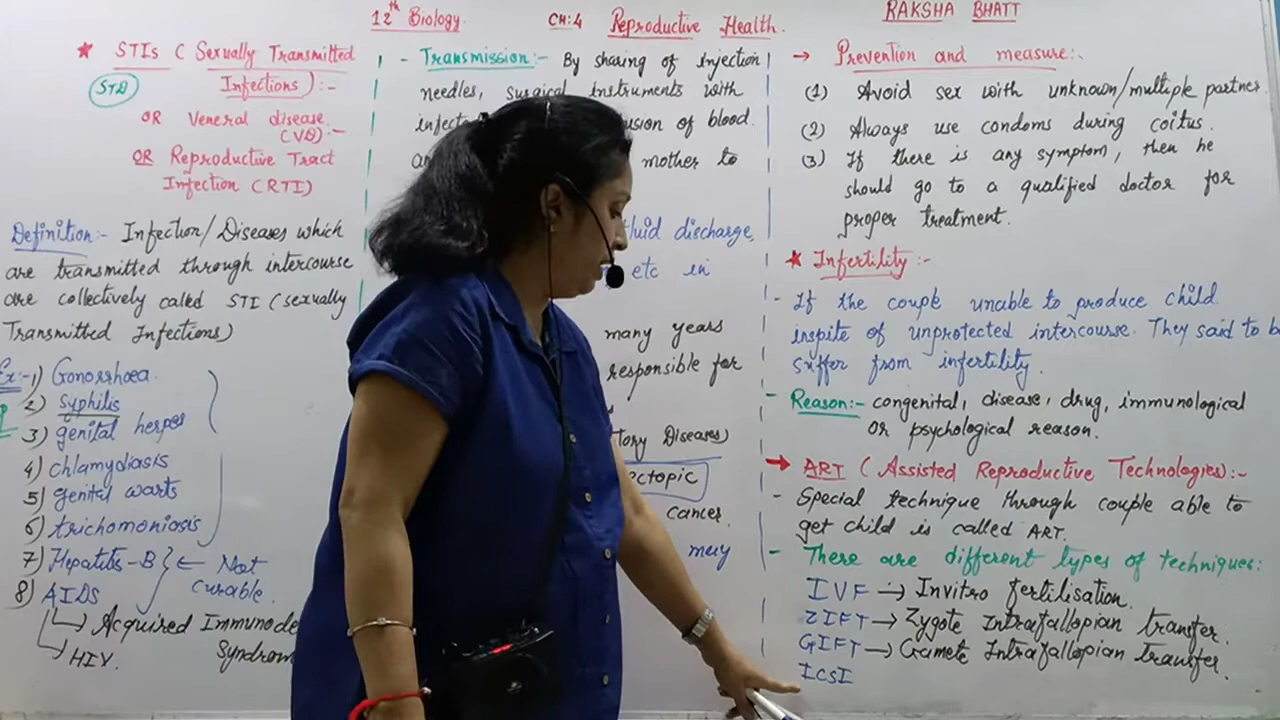 12th Biology. CH:4 Reproductive Health.
RAKSHA BHATT
* STIs ( Sexually Transmitted
Infections) :-
STD
OR Veneral disease.
(VD):-
OR Reproductive Tract
Infection (RTI)
Definition:- Infection/Diseases which
are transmitted through intercourse
are collectively called STI (sexually
Transmitted Infections)
Ex:-1) Gonorrhoea.
2) syphilis
3) genital herpes
4) chlamydiasis
5) genital warts
6) trichomoniosis
7) Hepatitis-B } ← Not
curable.
8) AIDS
↳ Acquired Immunode
Syndrom
↳ HIV.
- Transmission:- By sharing of injection
needles, surgical instruments with
infect usion of blood.
mother to
fluid discharge,
etc in
many years
responsible for
tory Diseases)
ectopic
cancer.
→ Prevention and measure:-
(1) Avoid sex with unknown/multiple partner.
(2) Always use condoms during coitus.
(3) If there is any symptom, then he
should go to a qualified doctor for
proper treatment.
* Infertility :-
- If the couple unable to produce child
inspite of unprotected intercourse. They said to b
suffer from infertility.
- Reason:- congenital, disease, drug, immunological
or psychological reason.
→ ART ( Assisted Reproductive Technologies):-
- Special technique through couple able to
get child is called ART.
- There are different types of techniques:
IVF → Invitro fertilisation.
ZIFT → Zygote Intrafallopian transfer.
GIFT → Gamete Intrafallopian transfer.
ICSI